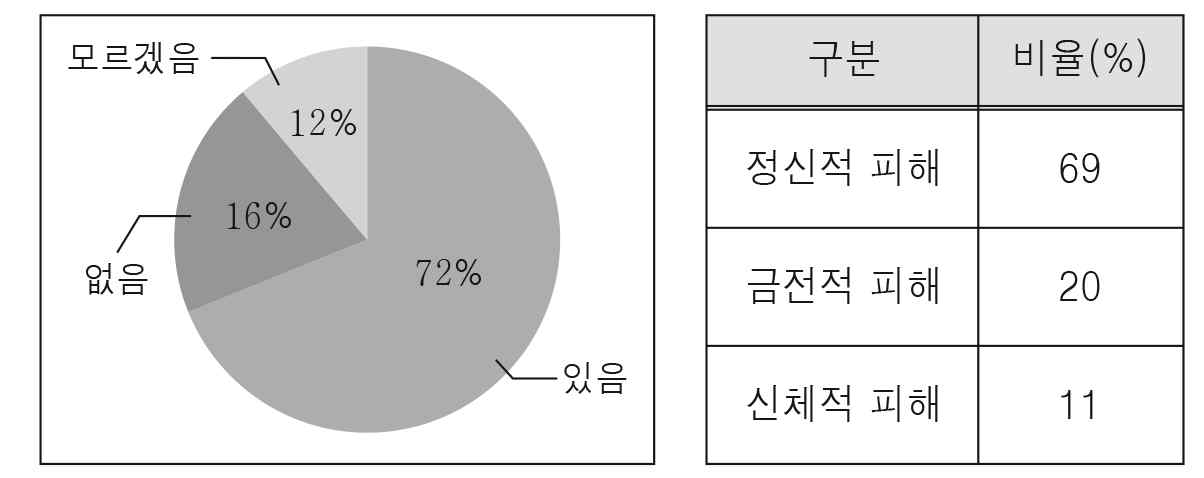 모르겠음
12%
16%
없음
72%
있음
구분 비율(%)
정신적 피해 69
금전적 피해 20
신체적 피해 11